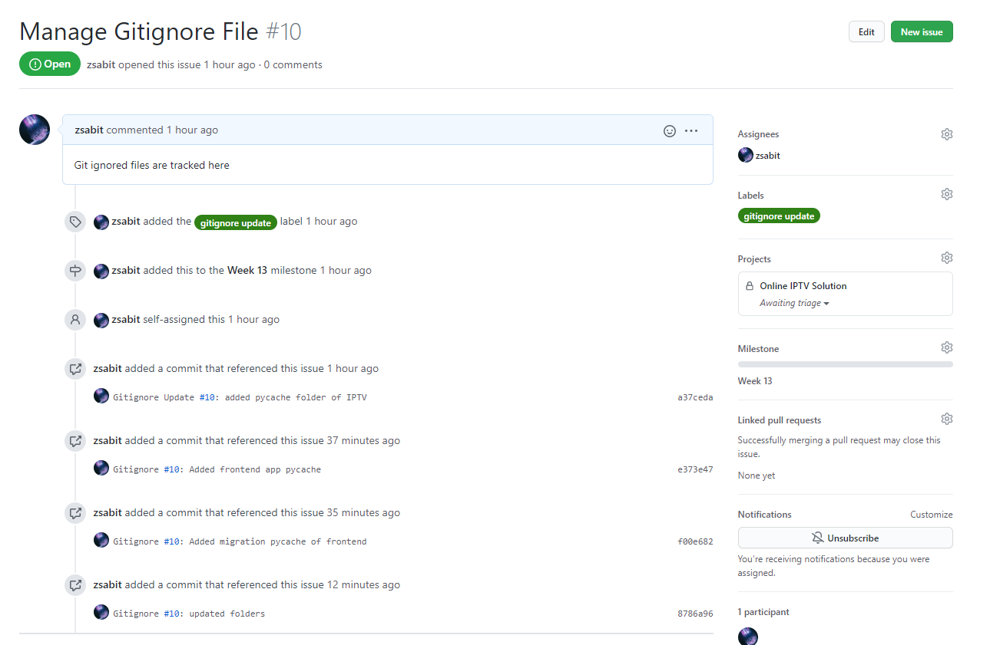 Manage Gitignore File #10
Edit
New issue
Open
zsabit opened this issue 1 hour ago · 0 comments
zsabit commented 1 hour ago
Git ignored files are tracked here
zsabit added the gitignore update label 1 hour ago
zsabit added this to the Week 13 milestone 1 hour ago
zsabit self-assigned this 1 hour ago
zsabit added a commit that referenced this issue 1 hour ago
Gitignore Update #10: added pycache folder of IPTV
a37ceda
zsabit added a commit that referenced this issue 37 minutes ago
Gitignore #10: Added frontend app pycache
e373e47
zsabit added a commit that referenced this issue 35 minutes ago
Gitignore #10: Added migration pycache of frontend
f00e682
zsabit added a commit that referenced this issue 12 minutes ago
Gitignore #10: updated folders
8786a96
Assignees
zsabit
Labels
gitignore update
Projects
Online IPTV Solution
Awaiting triage
Milestone
Week 13
Linked pull requests
Successfully merging a pull request may close this
issue.
None yet
Notifications
Customize
Unsubscribe
You're receiving notifications because you were
assigned.
1 participant